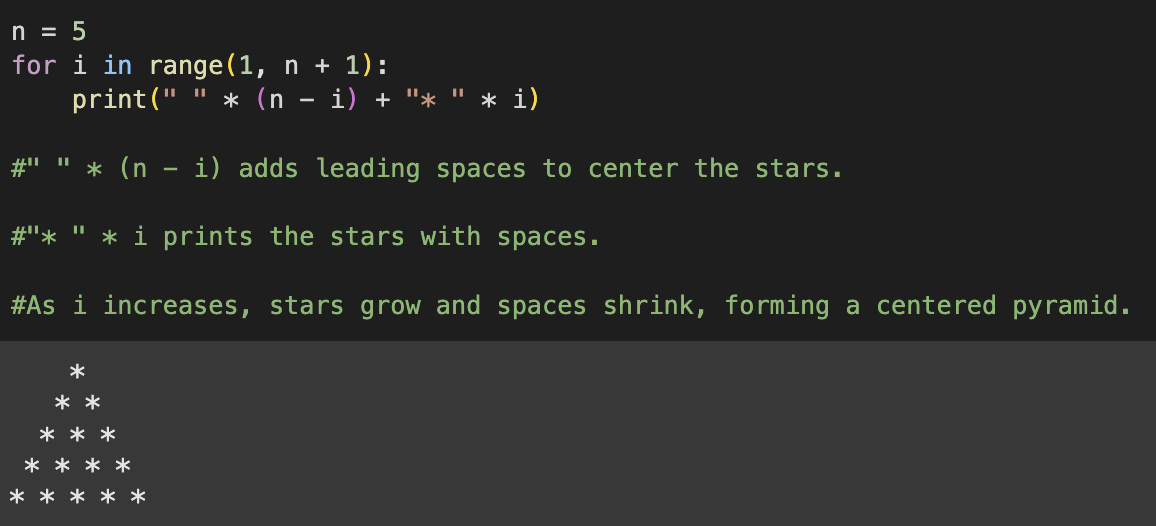 n = 5
for i in range(1, n + 1):
    print(" " * (n - i) + "* " * i)
#" " * (n - i) adds leading spaces to center the stars.
#"* " * i prints the stars with spaces.
#As i increases, stars grow and spaces shrink, forming a centered pyramid.
    *
   * *
  * * *
 * * * *
* * * * *